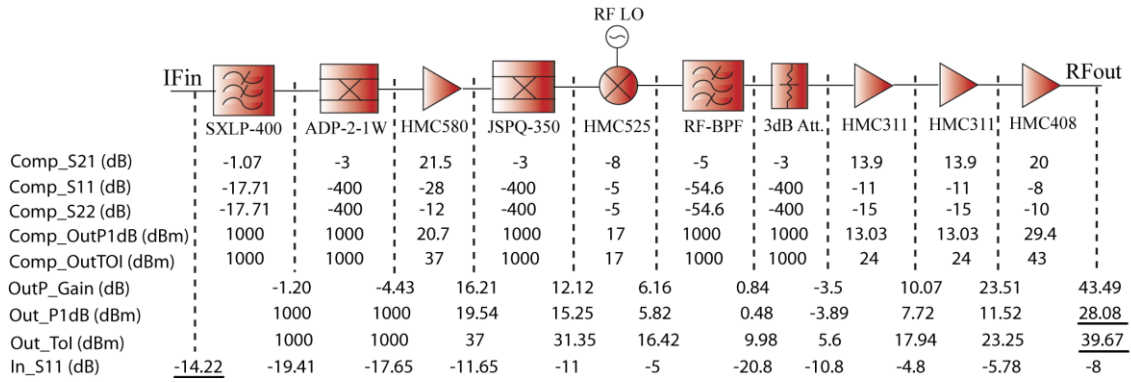 RF LO
IFin
RFout
SXLP-400 ADP-2-1W HMC580 JSPQ-350 HMC525 RF-BPF 3dB Att. HMC311 HMC311 HMC408
Comp_S21 (dB) -1.07 -3 21.5 -3 -8 -5 -3 13.9 13.9 20
Comp_S11 (dB) -17.71 -400 -28 -400 -5 -54.6 -400 -11 -11 -8
Comp_S22 (dB) -17.71 -400 -12 -400 -5 -54.6 -400 -15 -15 -10
Comp_OutP1dB (dBm) 1000 1000 20.7 1000 17 1000 1000 13.03 13.03 29.4
Comp_OutTOI (dBm) 1000 1000 37 1000 17 1000 1000 24 24 43
OutP_Gain (dB) -1.20 -4.43 16.21 12.12 6.16 0.84 -3.5 10.07 23.51 43.49
Out_P1dB (dBm) 1000 1000 19.54 15.25 5.82 0.48 -3.89 7.72 11.52 28.08
Out_ToI (dBm) 1000 1000 37 31.35 16.42 9.98 5.6 17.94 23.25 39.67
In_S11 (dB) -14.22 -19.41 -17.65 -11.65 -11 -5 -20.8 -10.8 -4.8 -5.78 -8